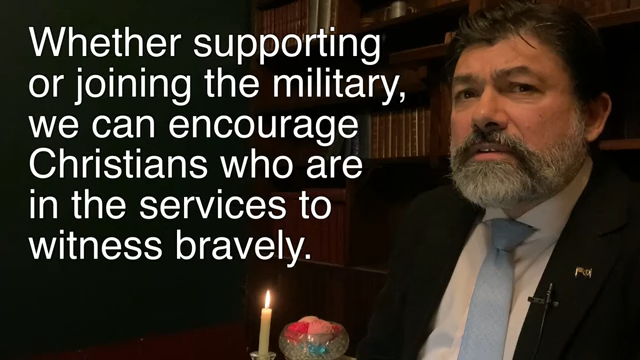 Whether supporting
or joining the military,
we can encourage
Christians who are
in the services to
witness bravely.